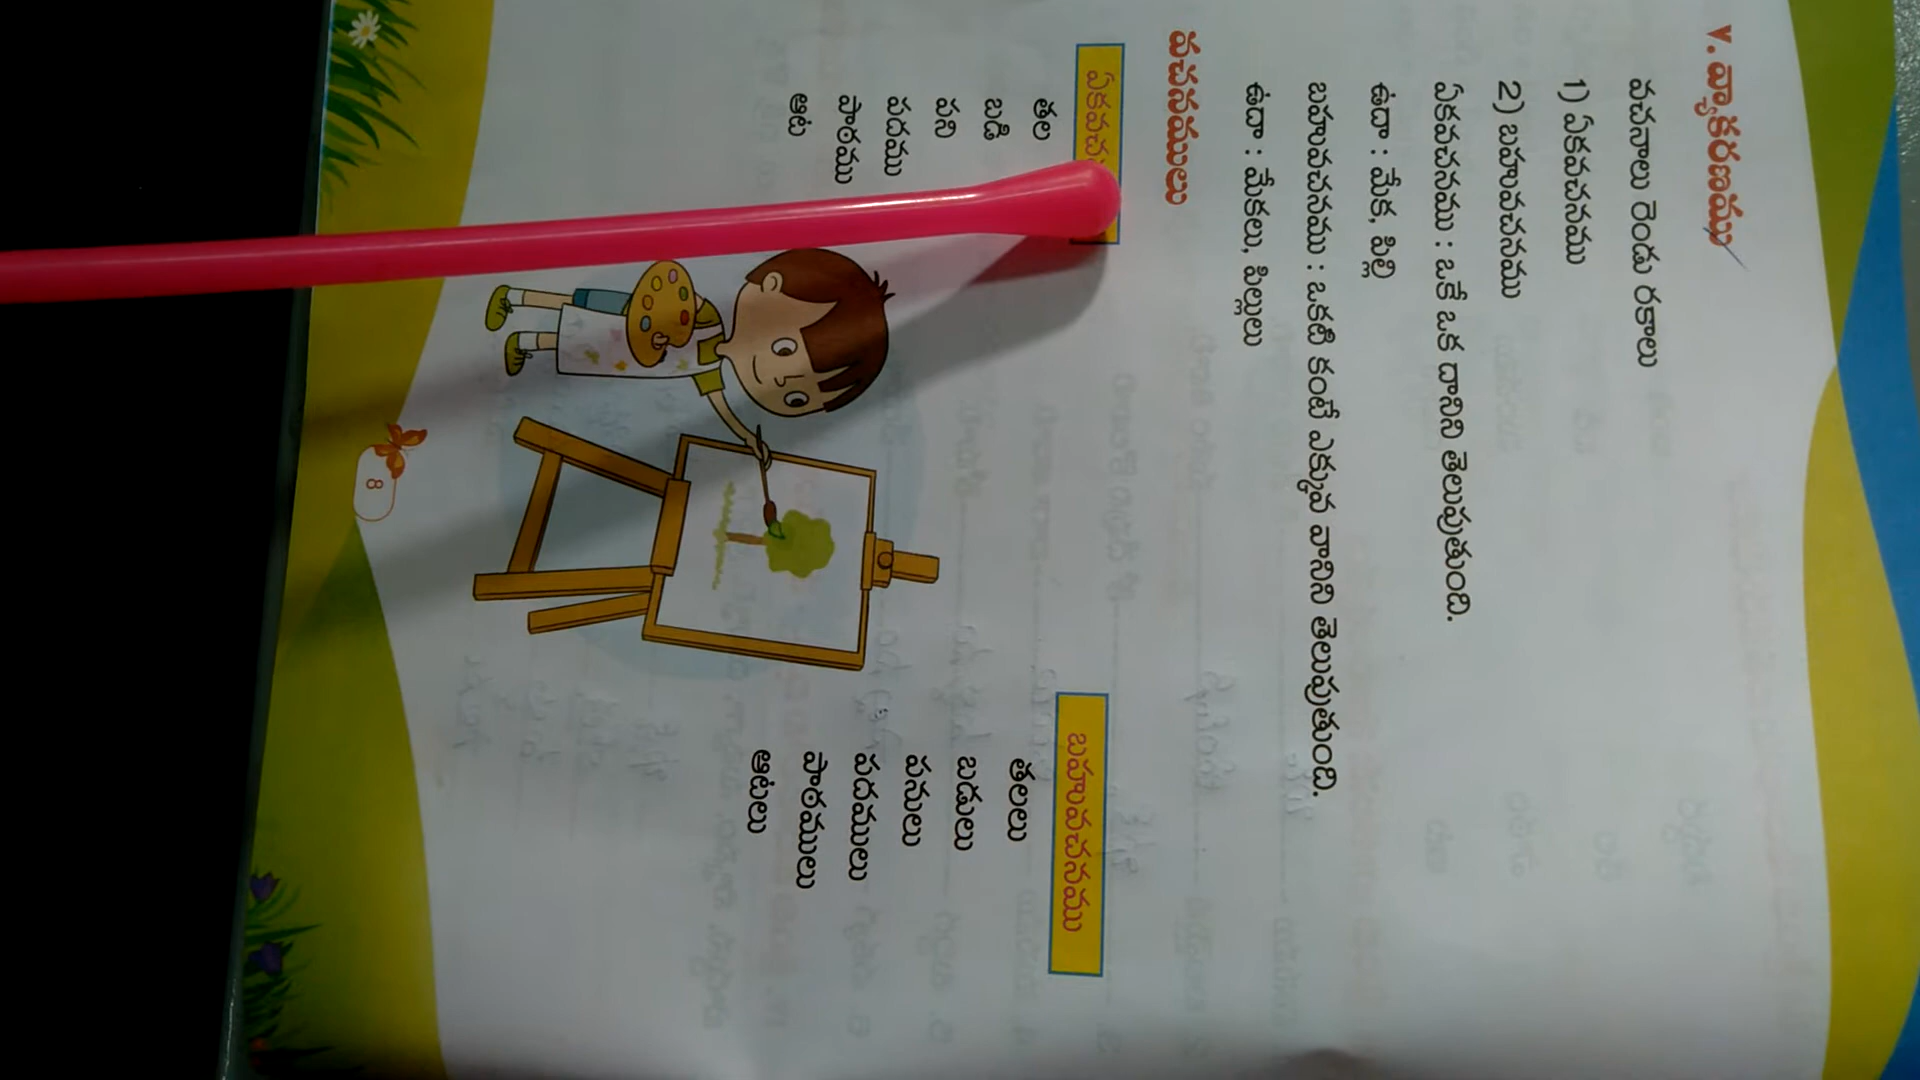 V. వ్యాకరణము
వచనాలు రెండు రకాలు
1) ఏకవచనము
2) బహువచనము
ఏకవచనము : ఒకే ఒక దానిని తెలుపుతుంది.
ఉదా : మేక, పిల్లి
బహువచనము : ఒకటి కంటే ఎక్కువ వానిని తెలుపుతుంది.
ఉదా : మేకలు, పిల్లులు
వచనములు
బహువచనము
తల తలలు
బడి బడులు
పని పనులు
పదము పదములు
పాఠము పాఠములు
ఆట ఆటలు
8